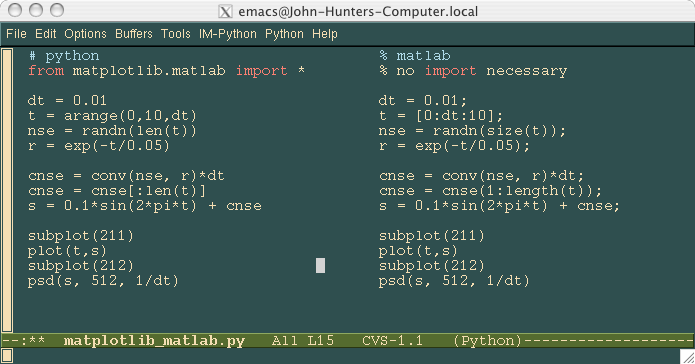 emacs@John-Hunters-Computer.local
File Edit Options Buffers Tools IM-Python Python Help
# python % matlab
from matplotlib.matlab import * % no import necessary
dt = 0.01 dt = 0.01;
t = arange(0,10,dt) t = [0:dt:10];
nse = randn(len(t)) nse = randn(size(t));
r = exp(-t/0.05) r = exp(-t/0.05);
cnse = conv(nse, r)*dt cnse = conv(nse, r)*dt;
cnse = cnse[:len(t)] cnse = cnse(1:length(t));
s = 0.1*sin(2*pi*t) + cnse s = 0.1*sin(2*pi*t) + cnse;
subplot(211) subplot(211)
plot(t,s) plot(t,s)
subplot(212) subplot(212)
psd(s, 512, 1/dt) psd(s, 512, 1/dt)
--:** matplotlib_matlab.py All L15 CVS-1.1 (Python)-----------------